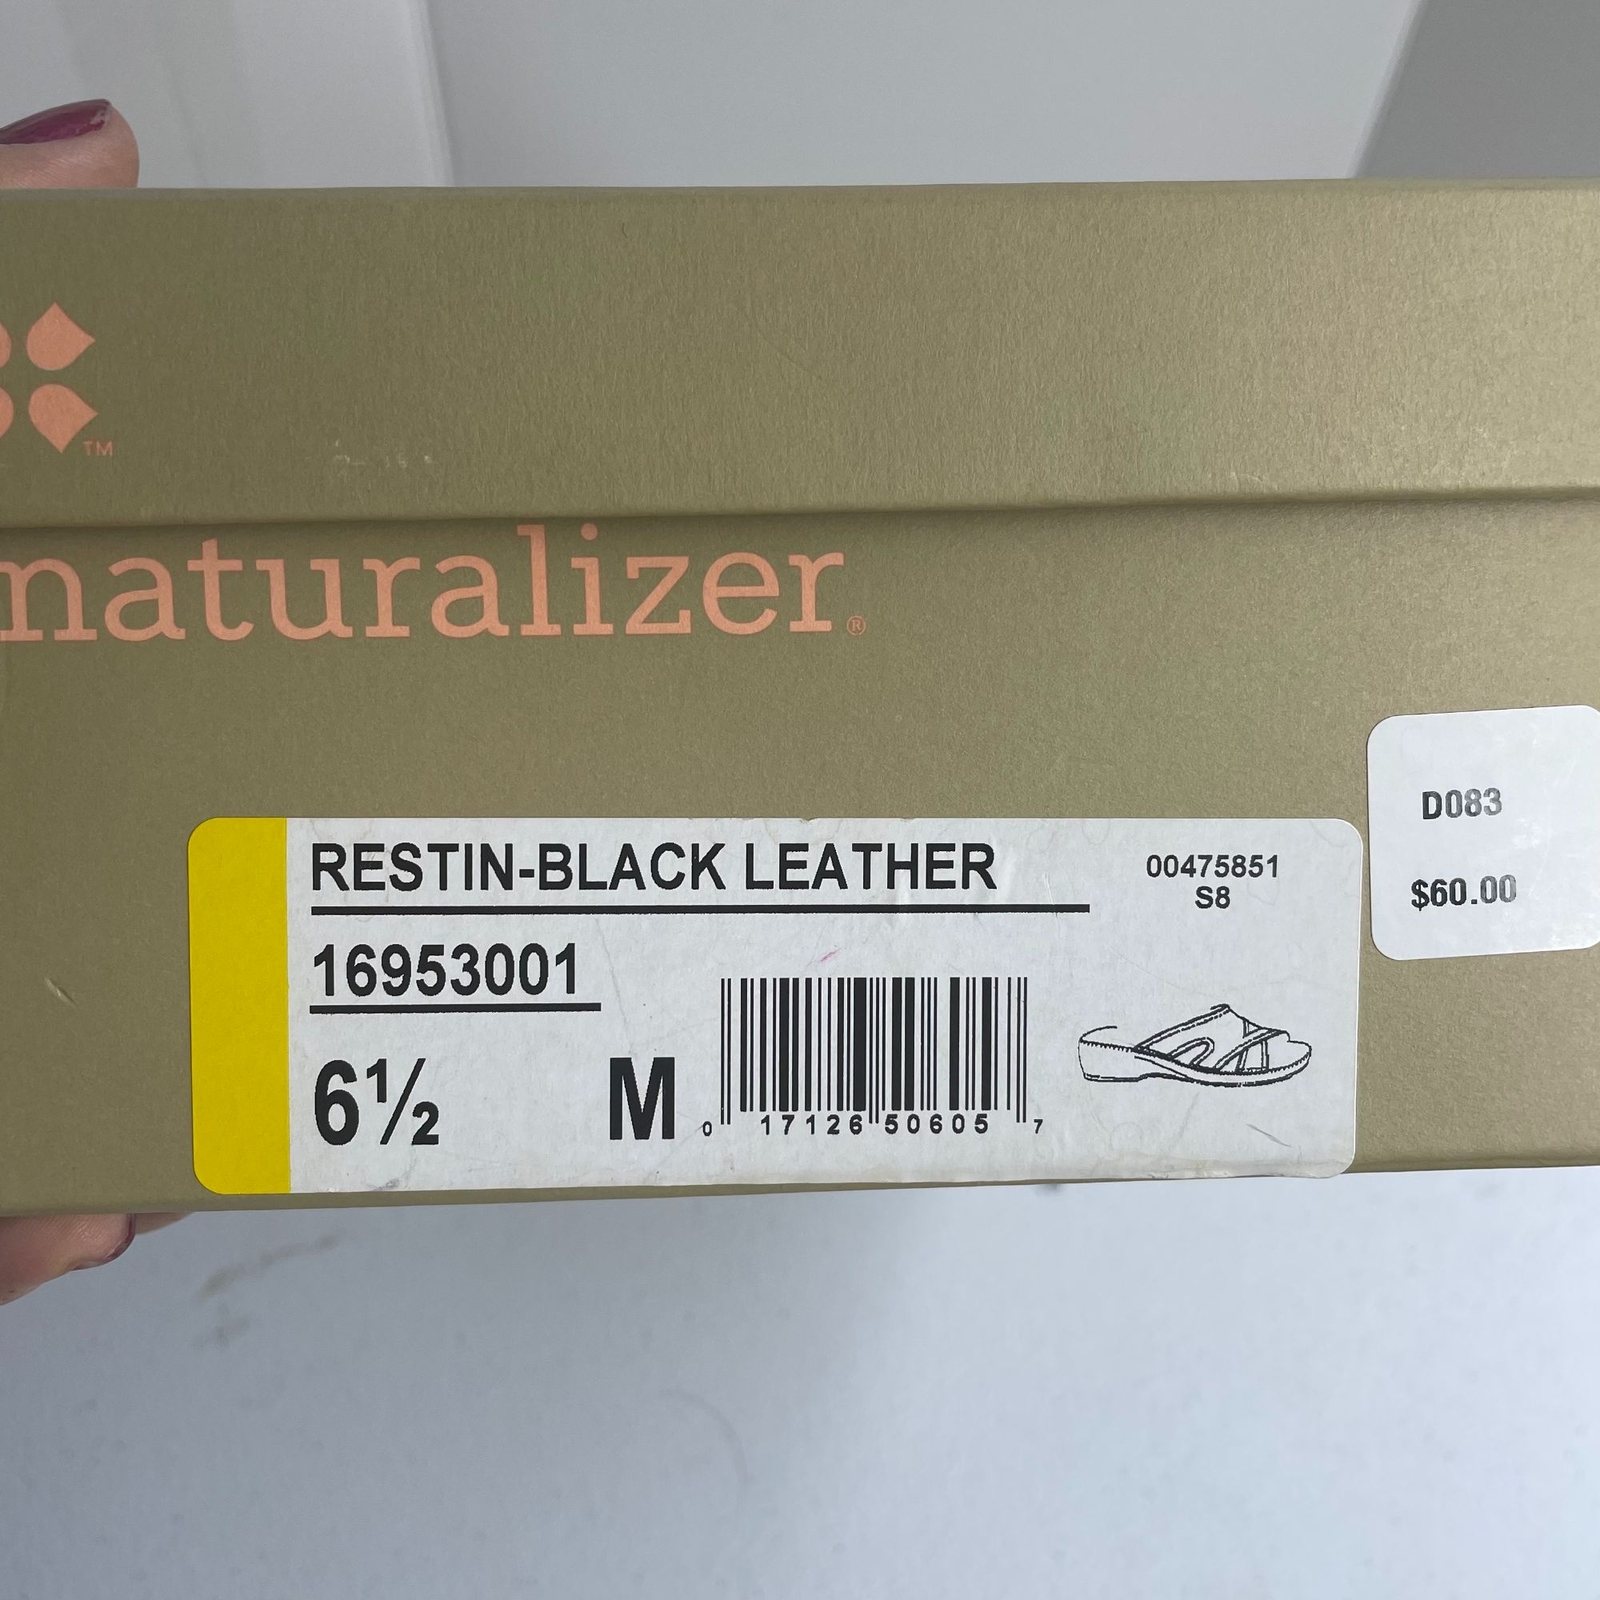 TM
naturalizer®
D083
$60.00
RESTIN-BLACK LEATHER
00475851
S8
16953001
6½ M
0 17126 50605 7